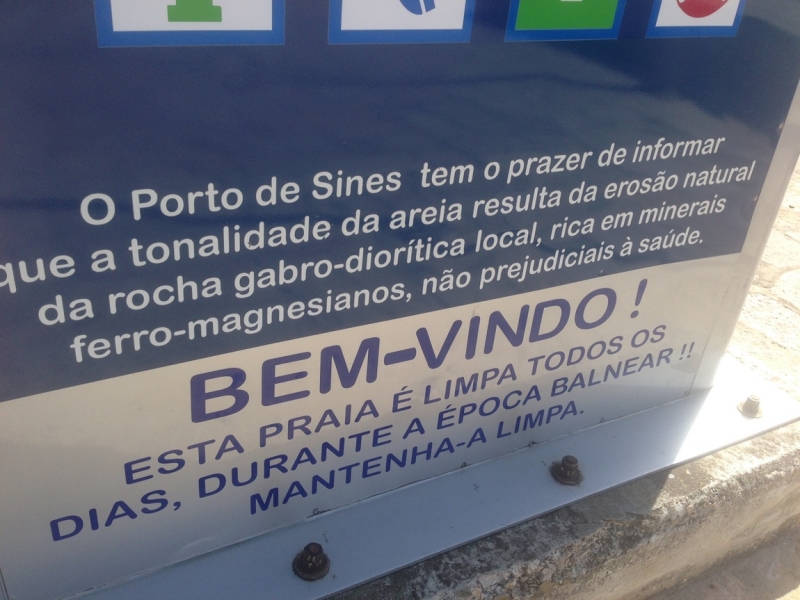 O Porto de Sines tem o prazer de informar
que a tonalidade da areia resulta da erosão natural
da rocha gabro-diorítica local, rica em minerais
ferro-magnesianos, não prejudiciais à saúde.
BEM-VINDO !
ESTA PRAIA É LIMPA TODOS OS
DIAS, DURANTE A ÉPOCA BALNEAR !!
MANTENHA-A LIMPA.